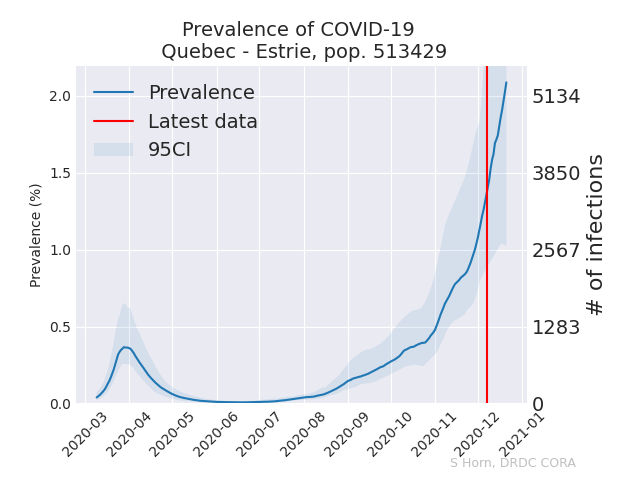 Prevalence of COVID-19
Quebec - Estrie, pop. 513429
Prevalence
Latest data
95CI
Prevalence (%)
2.0
1.5
1.0
0.5
0.0
5134
3850
2567
1283
0
# of infections
2020-03
2020-04
2020-05
2020-06
2020-07
2020-08
2020-09
2020-10
2020-11
2020-12
2021-01
S Horn, DRDC CORA